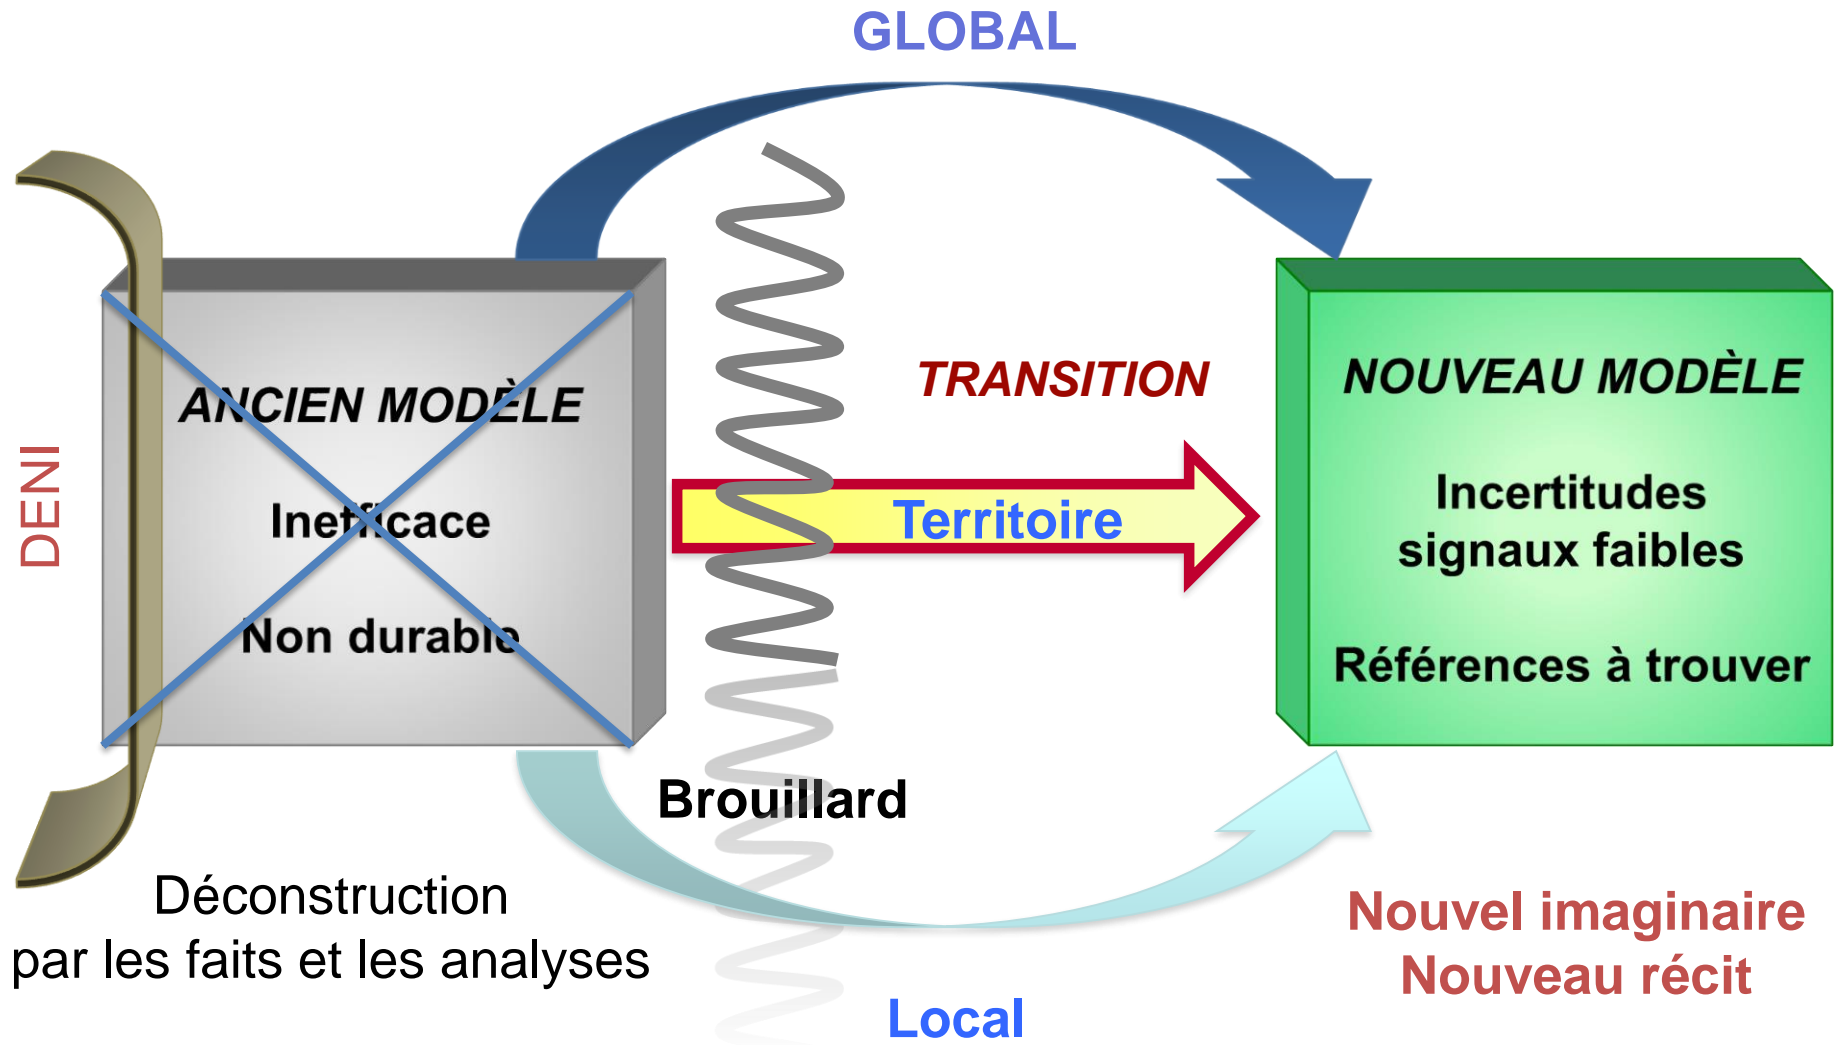 GLOBAL
DENI
ANCIEN MODÈLE
Inefficace
Non durable
TRANSITION
Territoire
NOUVEAU MODÈLE
Incertitudes
signaux faibles
Références à trouver
Brouillard
Déconstruction
par les faits et les analyses
Local
Nouvel imaginaire
Nouveau récit